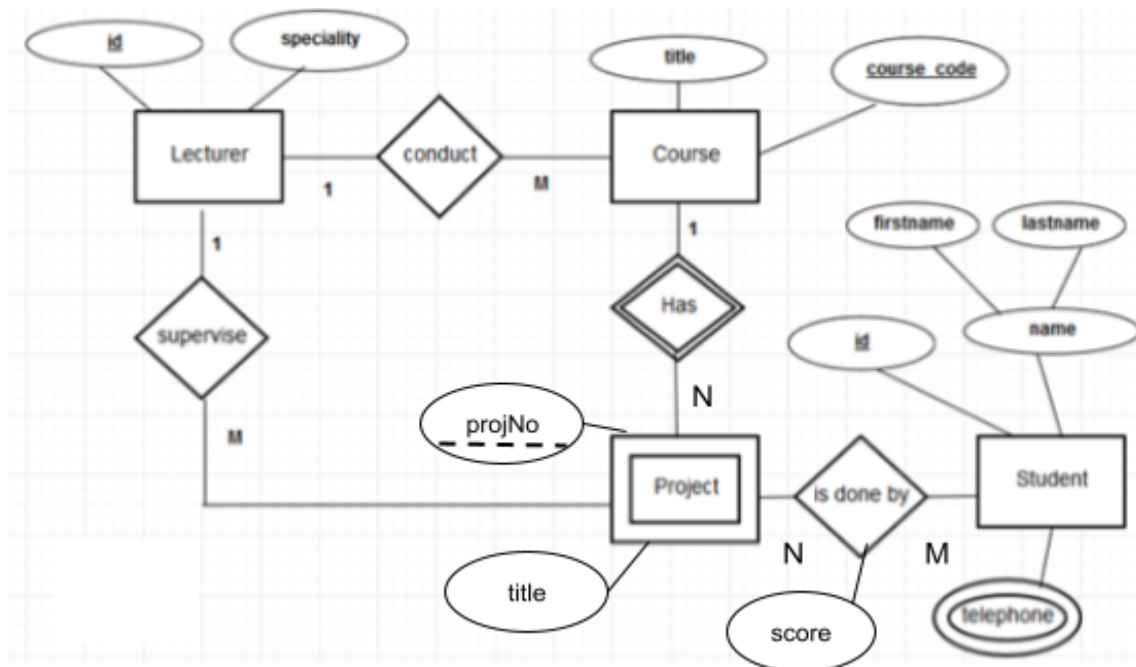 id
speciality
title
course_code
Lecturer
conduct
Course
1
M
firstname
lastname
1
1
Has
supervise
id
name
N
projNo
M
Project
is done by
Student
N
M
title
score
telephone